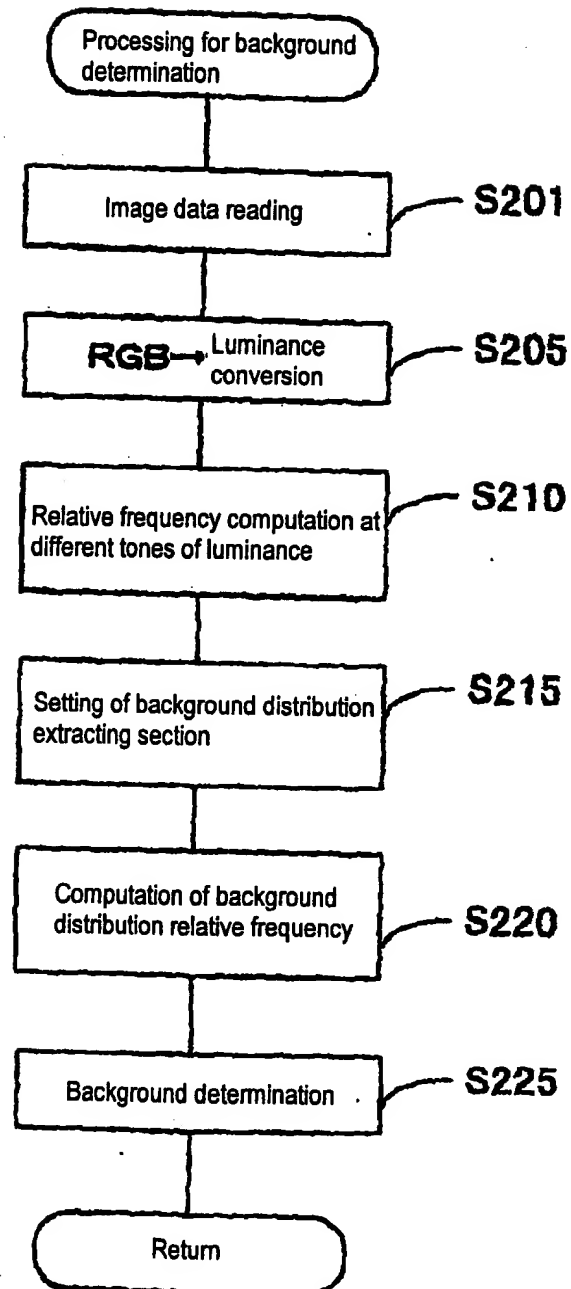 Processing for background
determination
Image data reading
S201
RGB→Luminance
conversion
S205
Relative frequency computation at
different tones of luminance
S210
Setting of background distribution
extracting section
S215
Computation of background
distribution relative frequency
S220
Background determination
S225
Return